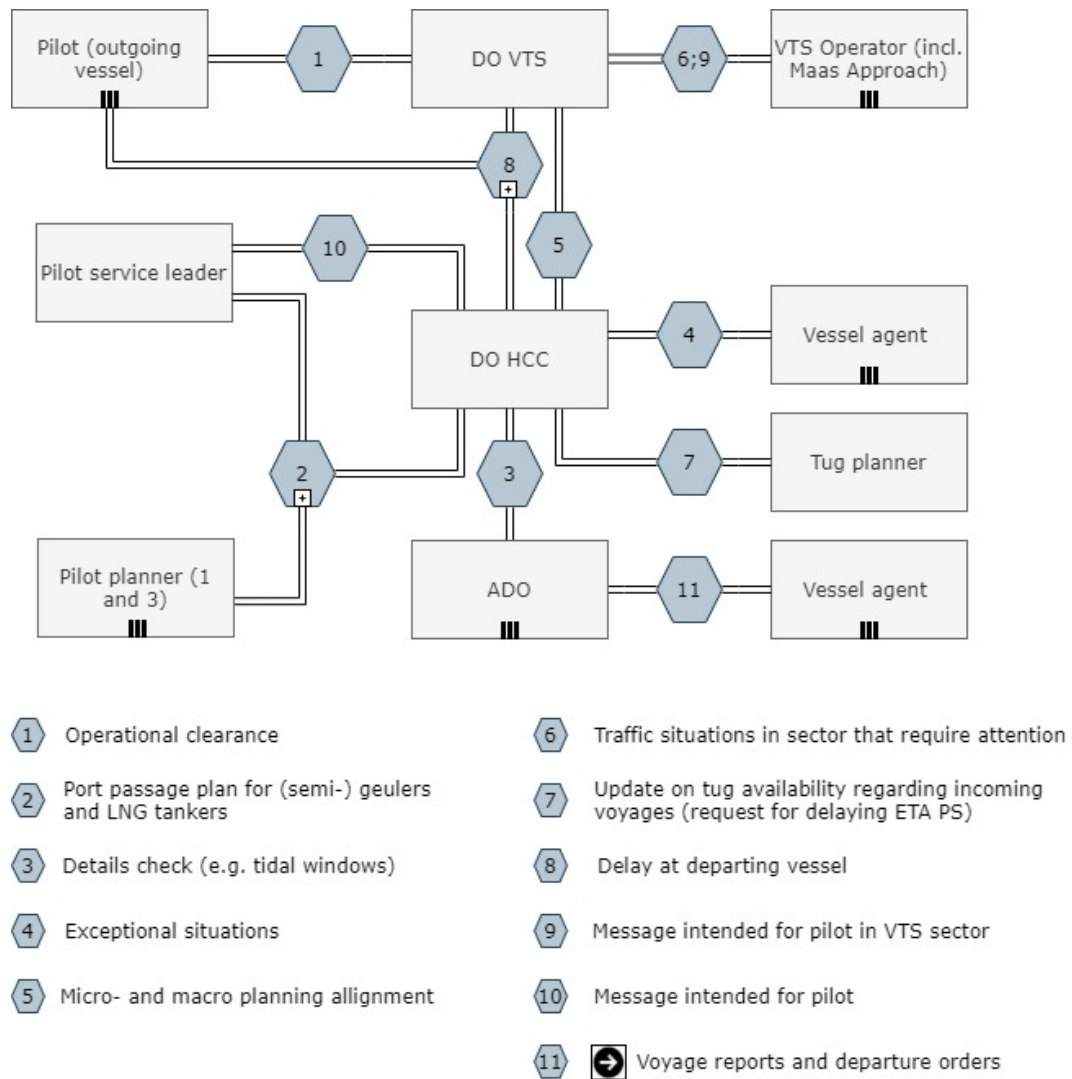 Pilot (outgoing
vessel)
1
DO VTS
6;9
VTS Operator (incl.
Maas Approach)
8
Pilot service leader
10
5
DO HCC
4
Vessel agent
2
3
7
Tug planner
Pilot planner (1
and 3)
ADO
11
Vessel agent
1 Operational clearance
2 Port passage plan for (semi-) geulers
and LNG tankers
3 Details check (e.g. tidal windows)
4 Exceptional situations
5 Micro- and macro planning allignment
6 Traffic situations in sector that require attention
7 Update on tug availability regarding incoming
voyages (request for delaying ETA PS)
8 Delay at departing vessel
9 Message intended for pilot in VTS sector
10 Message intended for pilot
11 Voyage reports and departure orders